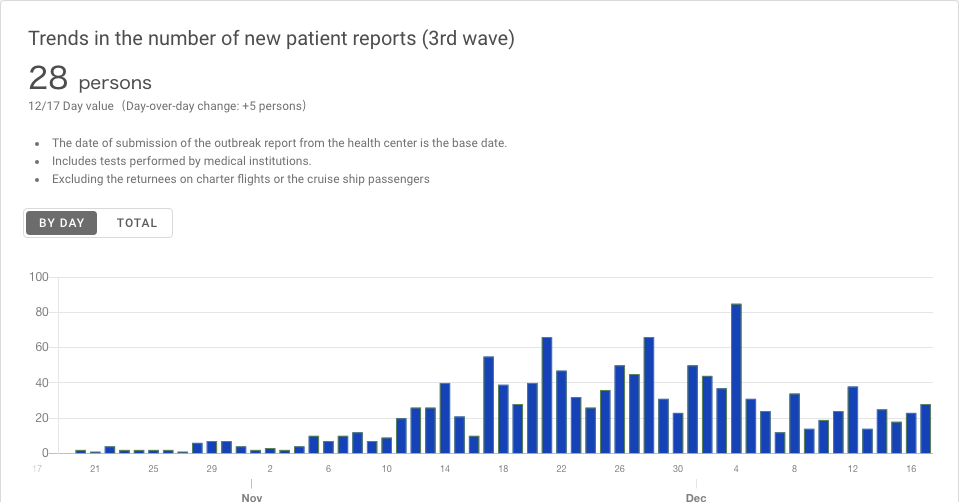 Trends in the number of new patient reports (3rd wave)
28 persons
12/17 Day value（Day-over-day change: +5 persons）
• The date of submission of the outbreak report from the health center is the base date.
• Includes tests performed by medical institutions.
• Excluding the returnees on charter flights or the cruise ship passengers
BY DAY TOTAL
100
80
60
40
20
0
17 21 25 29 2 6 10 14 18 22 26 30 4 8 12 16
Nov Dec